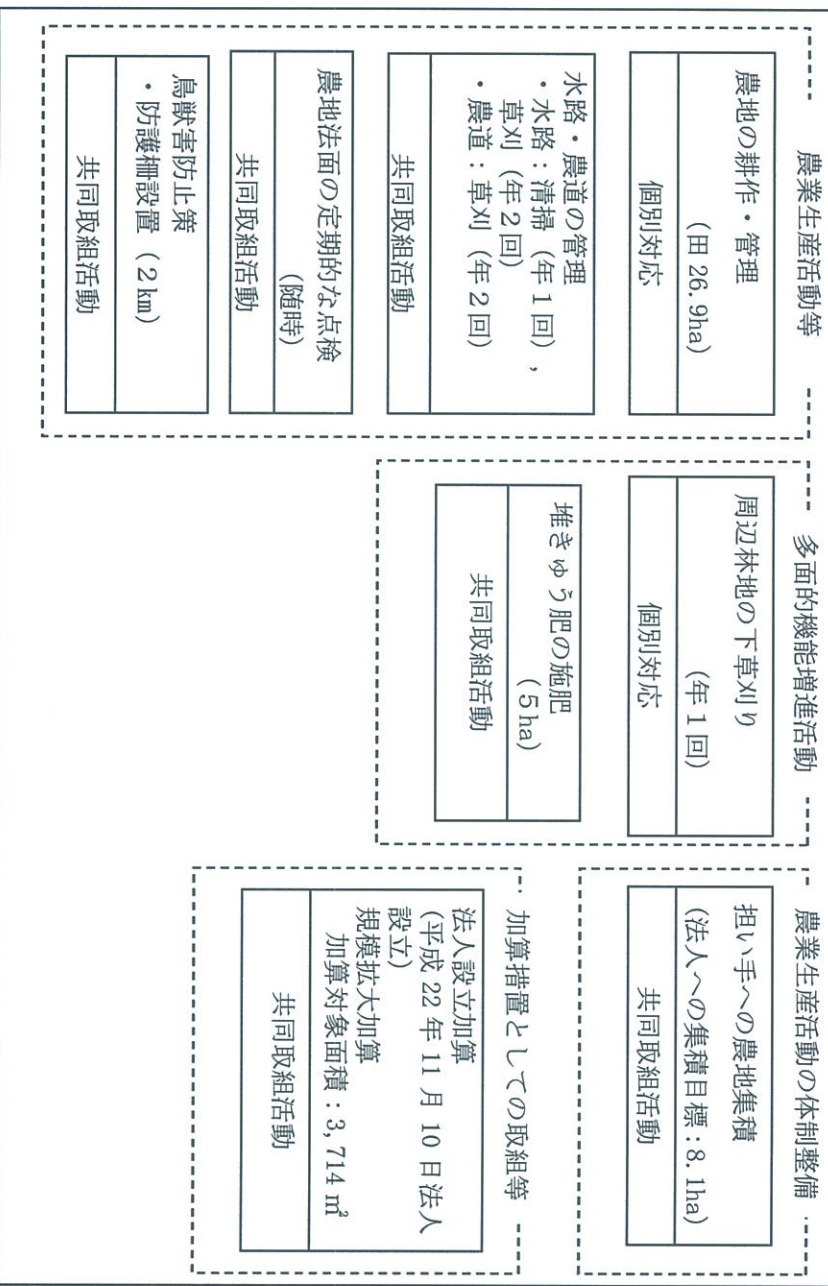 農業生産活動等
農地の耕作・管理
(田 26.9ha)
個別対応
水路・農道の管理
・水路：清掃（年１回），
草刈（年２回）
・農道：草刈（年２回）
共同取組活動
農地法面の定期的な点検
(随時)
共同取組活動
鳥獣害防止策
・防護柵設置（２㎞）
共同取組活動
多面的機能増進活動
周辺林地の下草刈り
(年１回)
個別対応
堆きゅう肥の施肥
(５ha)
共同取組活動
農業生産活動の体制整備
担い手への農地集積
(法人への集積目標：8.1ha)
共同取組活動
加算措置としての取組等
法人設立加算
(平成 22 年 11 月 10 日法人
設立)
規模拡大加算
加算対象面積：3,714 ㎡
共同取組活動